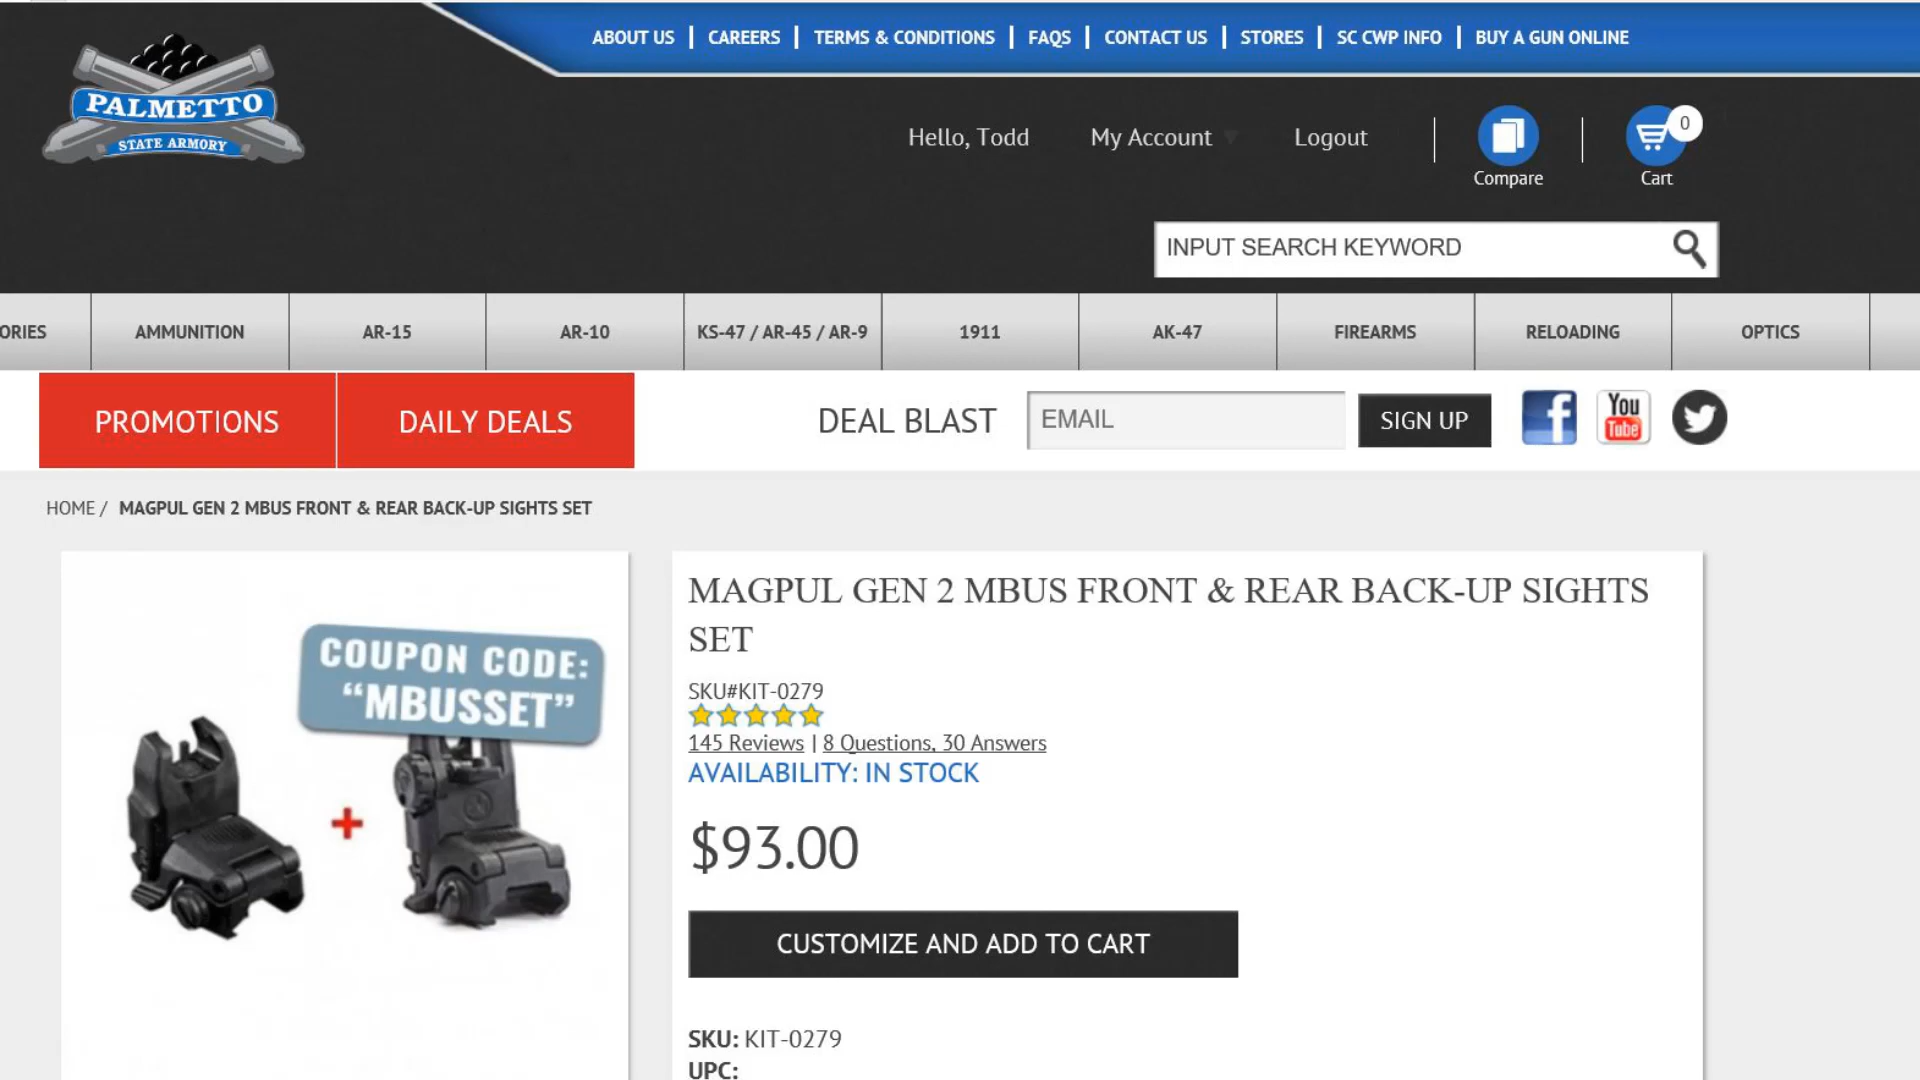 ABOUT US | CAREERS | TERMS & CONDITIONS | FAQS | CONTACT US | STORES | SC CWP INFO | BUY A GUN ONLINE
PALMETTO
STATE ARMORY
Hello, Todd
My Account
Logout
Compare
0
Cart
INPUT SEARCH KEYWORD
ORIES
AMMUNITION
AR-15
AR-10
KS-47 / AR-45 / AR-9
1911
AK-47
FIREARMS
RELOADING
OPTICS
PROMOTIONS
DAILY DEALS
DEAL BLAST
EMAIL
SIGN UP
f
You
Tube
HOME / MAGPUL GEN 2 MBUS FRONT & REAR BACK-UP SIGHTS SET
COUPON CODE:
“MBUSSET”
+
MAGPUL GEN 2 MBUS FRONT & REAR BACK-UP SIGHTS
SET
SKU#KIT-0279
145 Reviews | 8 Questions, 30 Answers
AVAILABILITY: IN STOCK
$93.00
CUSTOMIZE AND ADD TO CART
SKU: KIT-0279
UPC: